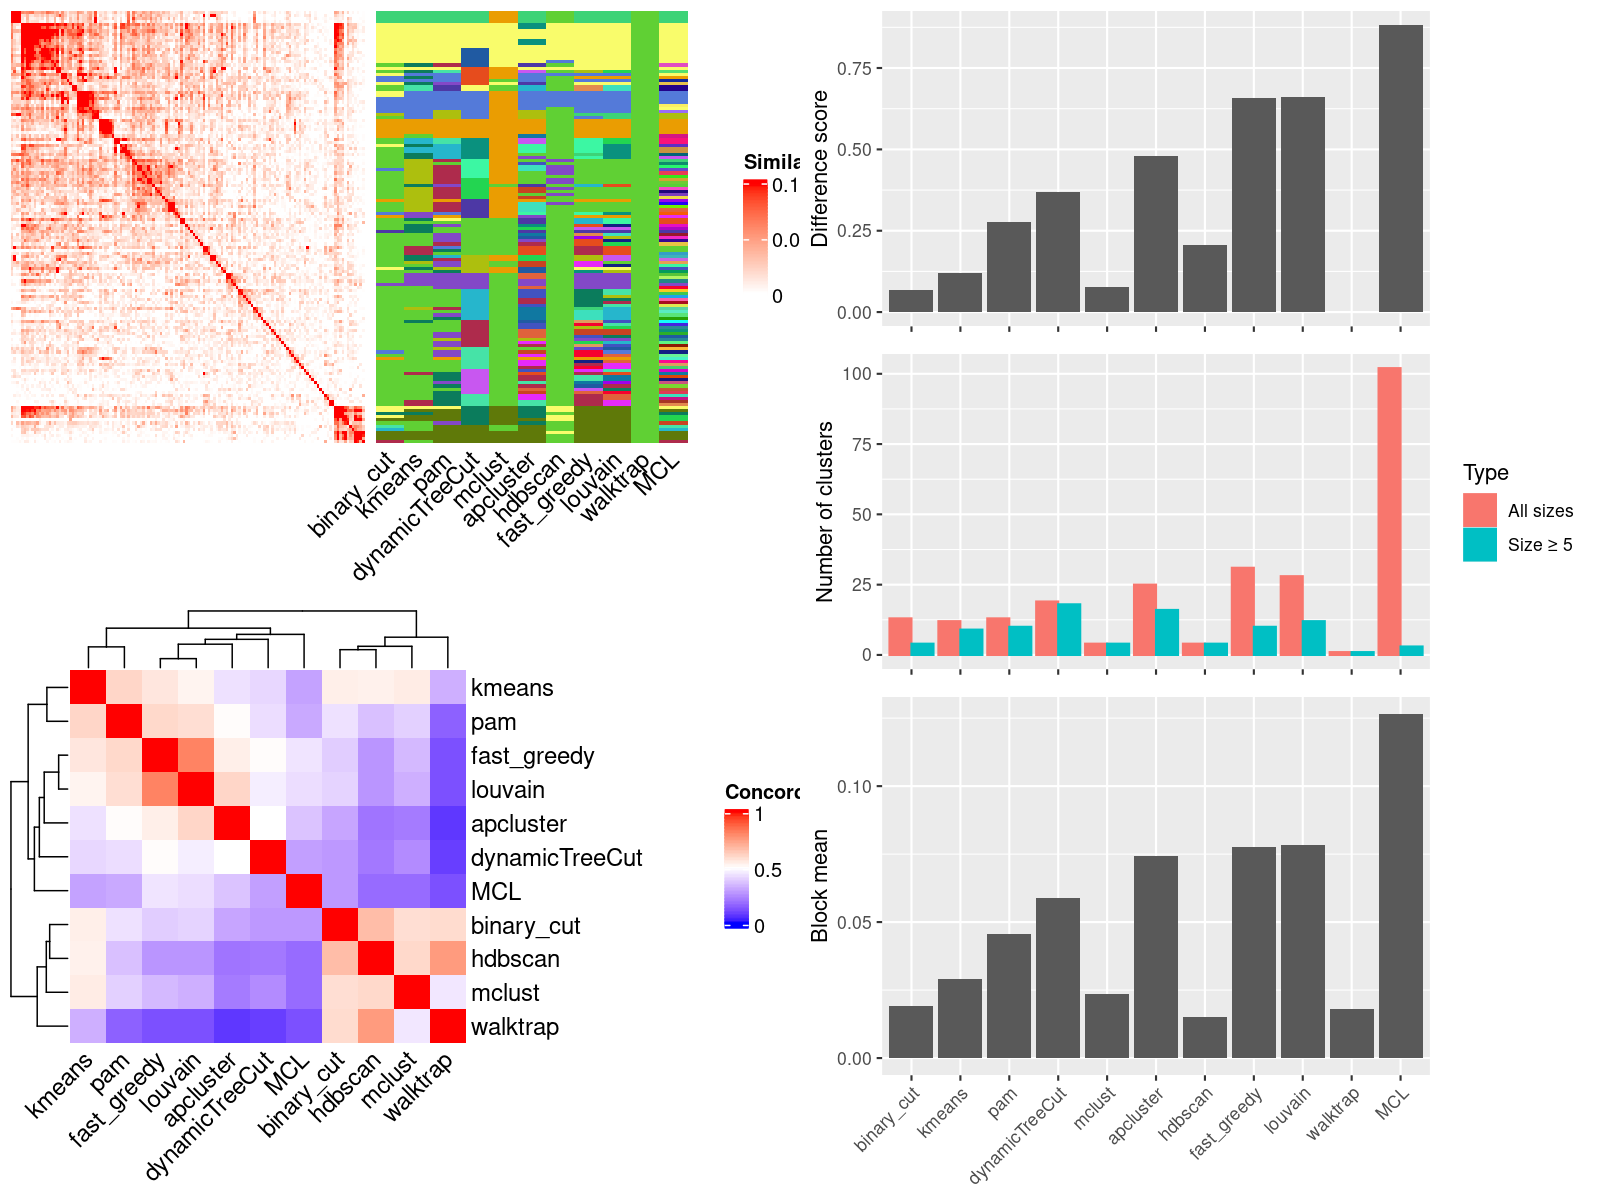 Simila
0.1
0.0
0
binary_cut
kmeans
pam
dynamicTreeCut
mclust
apcluster
hdbscan
fast_greedy
louvain
walktrap
MCL
Difference score
0.75
0.50
0.25
0.00
Number of clusters
100
75
50
25
0
Type
All sizes
Size ≥ 5
kmeans
pam
fast_greedy
louvain
apcluster
dynamicTreeCut
MCL
binary_cut
hdbscan
mclust
walktrap
kmeans
pam
fast_greedy
louvain
apcluster
dynamicTreeCut
MCL
binary_cut
hdbscan
mclust
walktrap
Concord
1
0.5
0
Block mean
0.10
0.05
0.00
binary_cut
kmeans
pam
dynamicTreeCut
mclust
apcluster
hdbscan
fast_greedy
louvain
walktrap
MCL